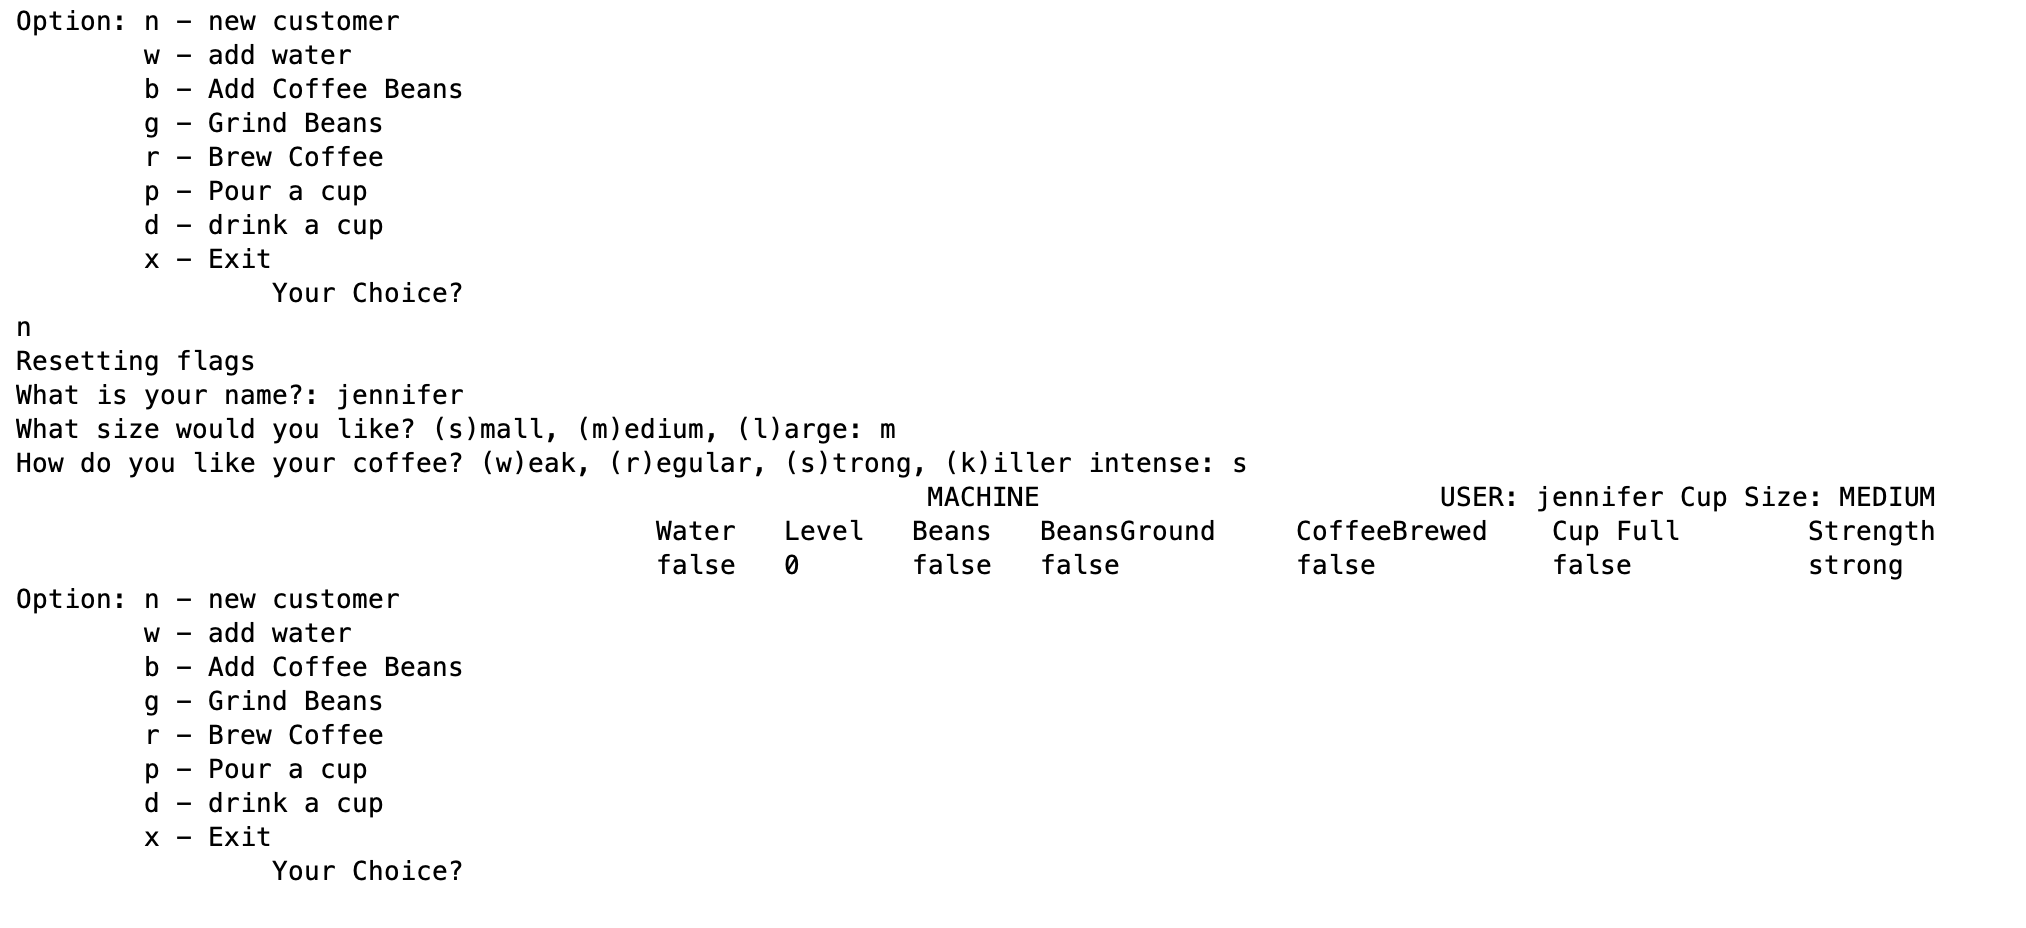 Option: n – new customer
w – add water
b – Add Coffee Beans
g – Grind Beans
r – Brew Coffee
p – Pour a cup
d – drink a cup
x – Exit
Your Choice?
n
Resetting flags
What is your name?: jennifer
What size would you like? (s)mall, (m)edium, (l)arge: m
How do you like your coffee? (w)eak, (r)egular, (s)trong, (k)iller intense: s
MACHINE USER: jennifer Cup Size: MEDIUM
Water Level Beans BeansGround CoffeeBrewed Cup Full Strength
false 0 false false false false strong
Option: n – new customer
w – add water
b – Add Coffee Beans
g – Grind Beans
r – Brew Coffee
p – Pour a cup
d – drink a cup
x – Exit
Your Choice?